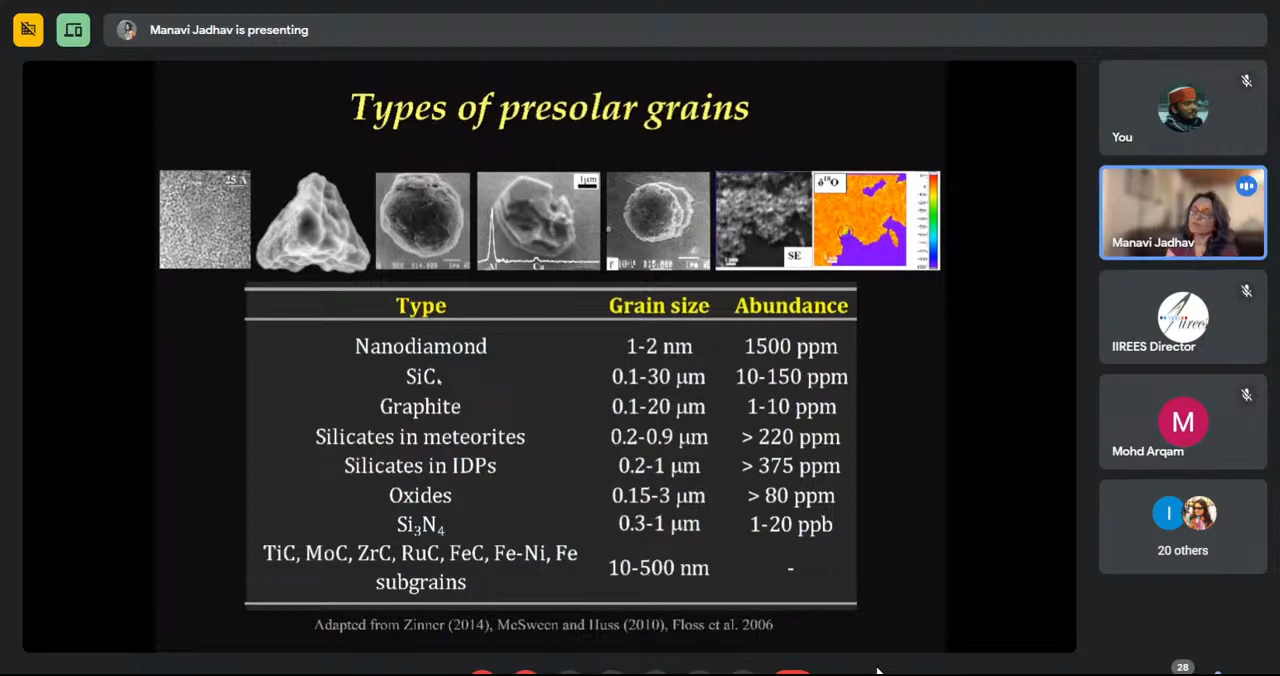 Manavi Jadhav is presenting
Types of presolar grains
25 Å
1µm
Al
Ca
SE
δ¹⁸O
Type Grain size Abundance
Nanodiamond 1-2 nm 1500 ppm
SiC 0.1-30 µm 10-150 ppm
Graphite 0.1-20 µm 1-10 ppm
Silicates in meteorites 0.2-0.9 µm > 220 ppm
Silicates in IDPs 0.2-1 µm > 375 ppm
Oxides 0.15-3 µm > 80 ppm
Si₃N₄ 0.3-1 µm 1-20 ppb
TiC, MoC, ZrC, RuC, FeC, Fe-Ni, Fe
subgrains 10-500 nm -
Adapted from Zinner (2014), McSween and Huss (2010), Floss et al. 2006
You
Manavi Jadhav
IIREES Director
M
Mohd Arqam
I
20 others
28